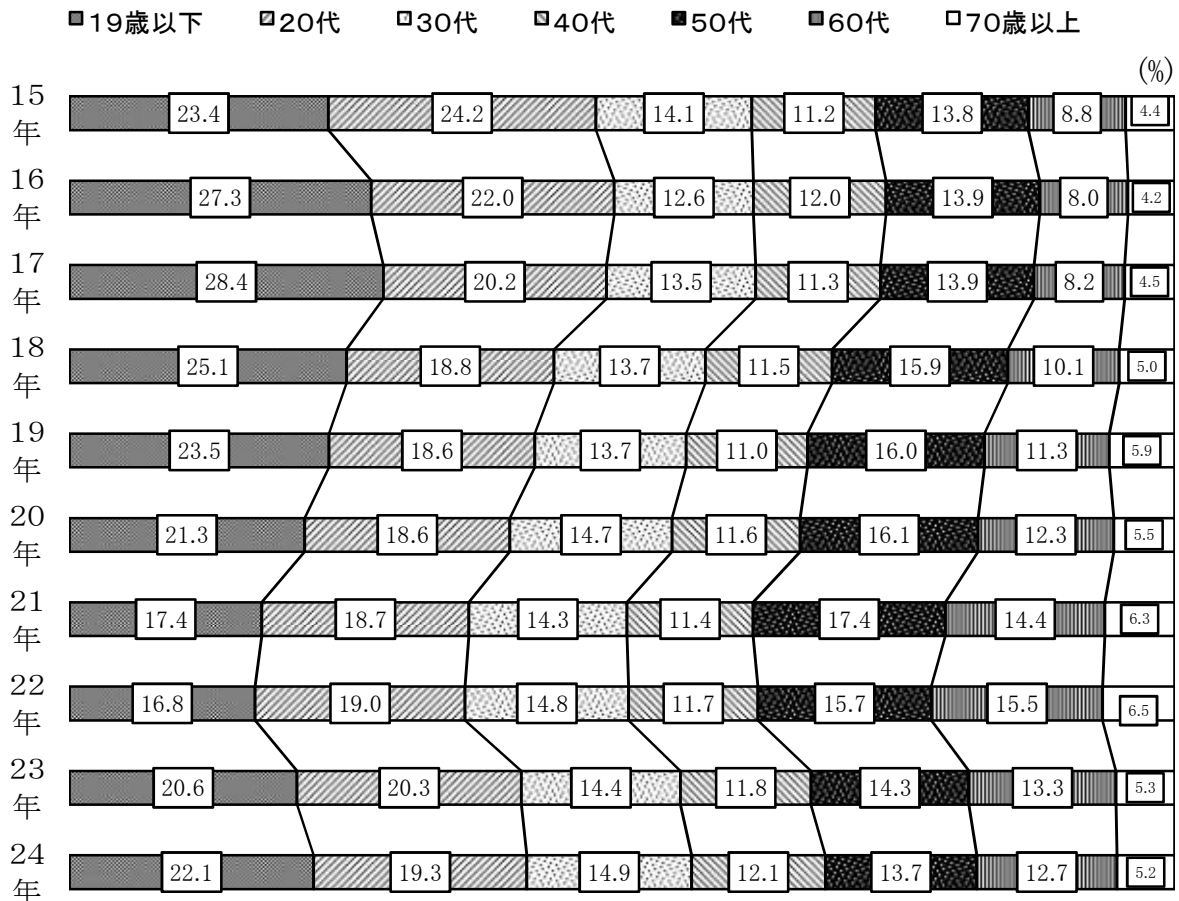 19歳以下 20代 30代 40代 50代 60代 70歳以上
(%)
15年 23.4 24.2 14.1 11.2 13.8 8.8 4.4
16年 27.3 22.0 12.6 12.0 13.9 8.0 4.2
17年 28.4 20.2 13.5 11.3 13.9 8.2 4.5
18年 25.1 18.8 13.7 11.5 15.9 10.1 5.0
19年 23.5 18.6 13.7 11.0 16.0 11.3 5.9
20年 21.3 18.6 14.7 11.6 16.1 12.3 5.5
21年 17.4 18.7 14.3 11.4 17.4 14.4 6.3
22年 16.8 19.0 14.8 11.7 15.7 15.5 6.5
23年 20.6 20.3 14.4 11.8 14.3 13.3 5.3
24年 22.1 19.3 14.9 12.1 13.7 12.7 5.2